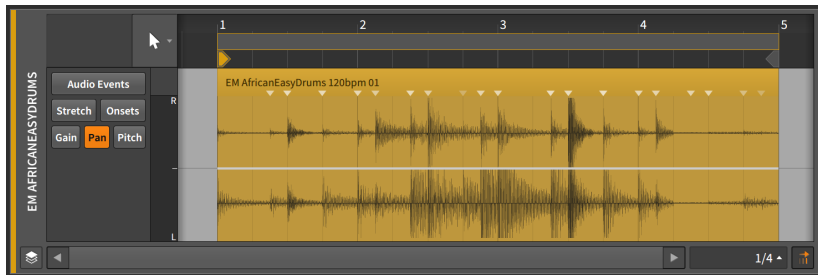 1 2 3 4 5
EM AFRICANEASYDRUMS
Audio Events
Stretch Onsets
Gain Pan Pitch
R
L
EM AfricanEasyDrums 120bpm 01
1/4